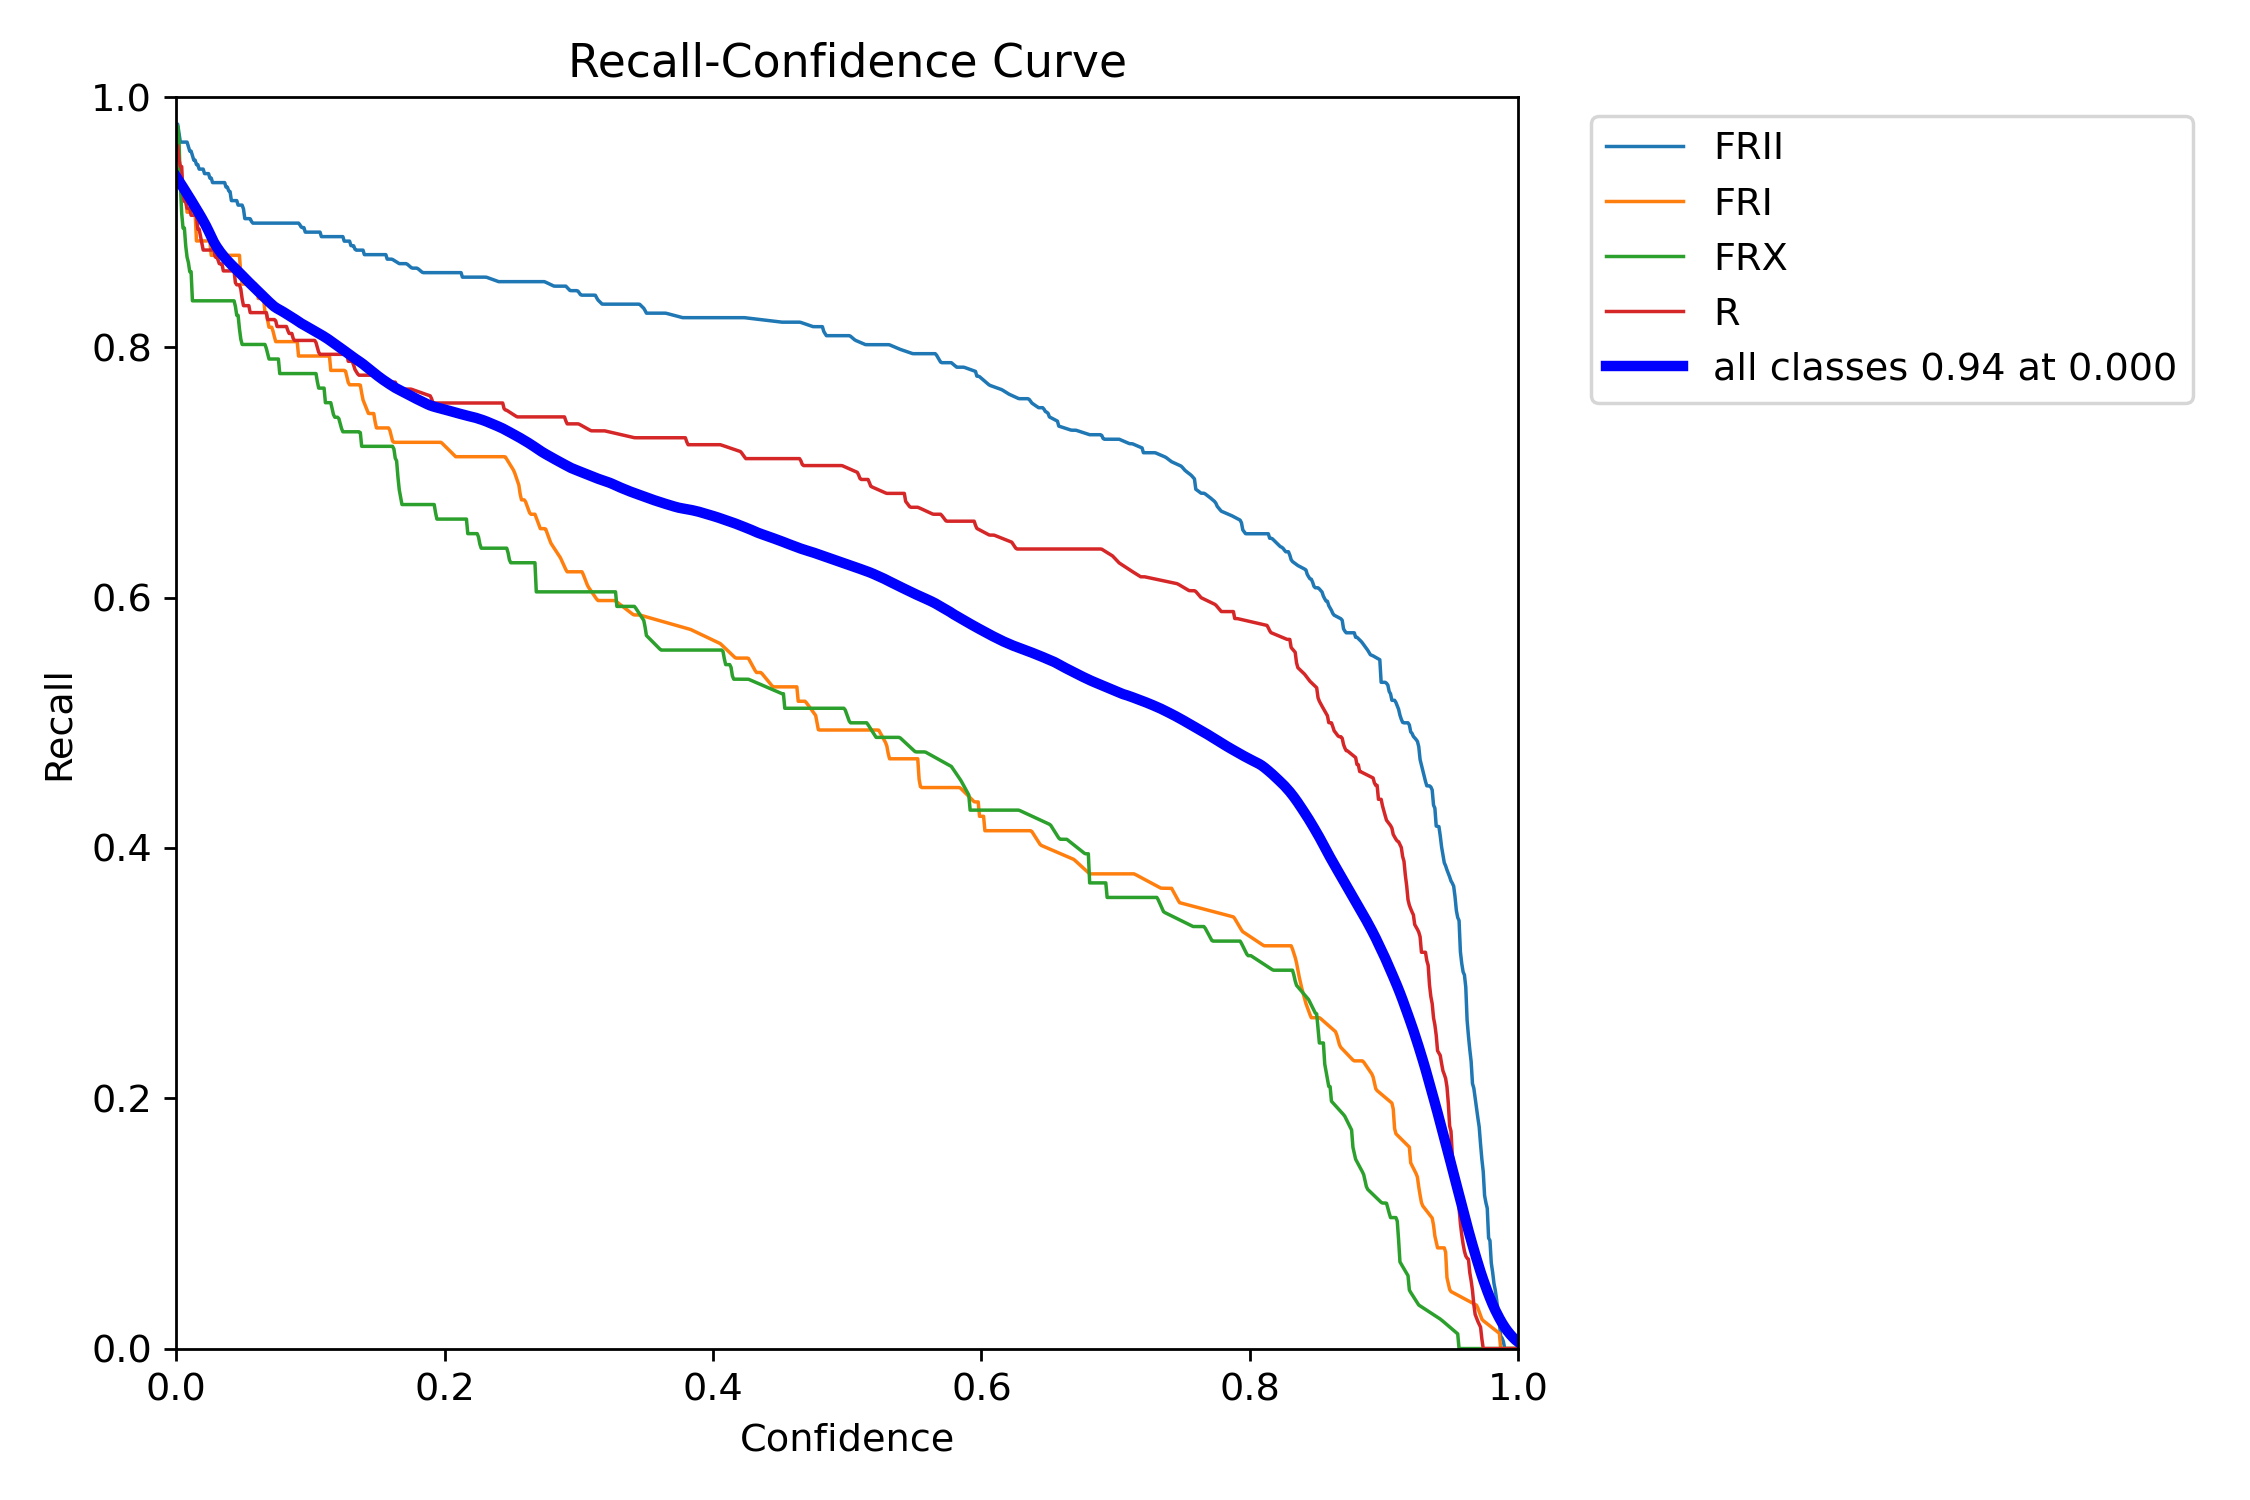 Recall-Confidence Curve
1.0
0.8
0.6
0.4
0.2
0.0
Recall
0.0 0.2 0.4 0.6 0.8 1.0
Confidence
FRII
FRI
FRX
R
all classes 0.94 at 0.000